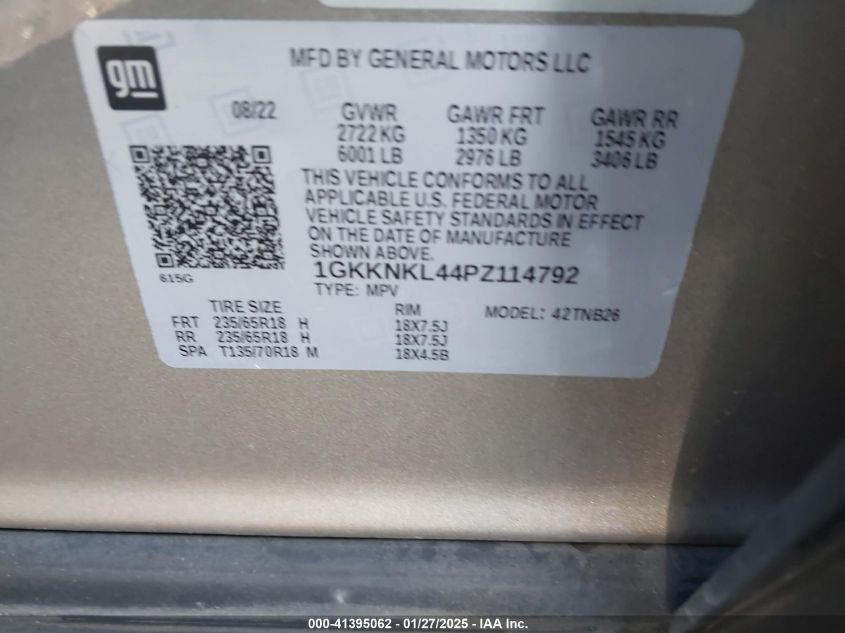 gm
MFD BY GENERAL MOTORS LLC
08/22 GVWR GAWR FRT GAWR RR
2722 KG 1350 KG 1545 KG
6001 LB 2976 LB 3406 LB
THIS VEHICLE CONFORMS TO ALL
APPLICABLE U.S. FEDERAL MOTOR
VEHICLE SAFETY STANDARDS IN EFFECT
ON THE DATE OF MANUFACTURE
SHOWN ABOVE.
1GKKNKL44PZ114792
615G
TYPE: MPV
TIRE SIZE RIM MODEL: 42TNB26
FRT 235/65R18 H 18X7.5J
RR 235/65R18 H 18X7.5J
SPA T135/70R18 M 18X4.5B
000-41395062 - 01/27/2025 - IAA Inc.